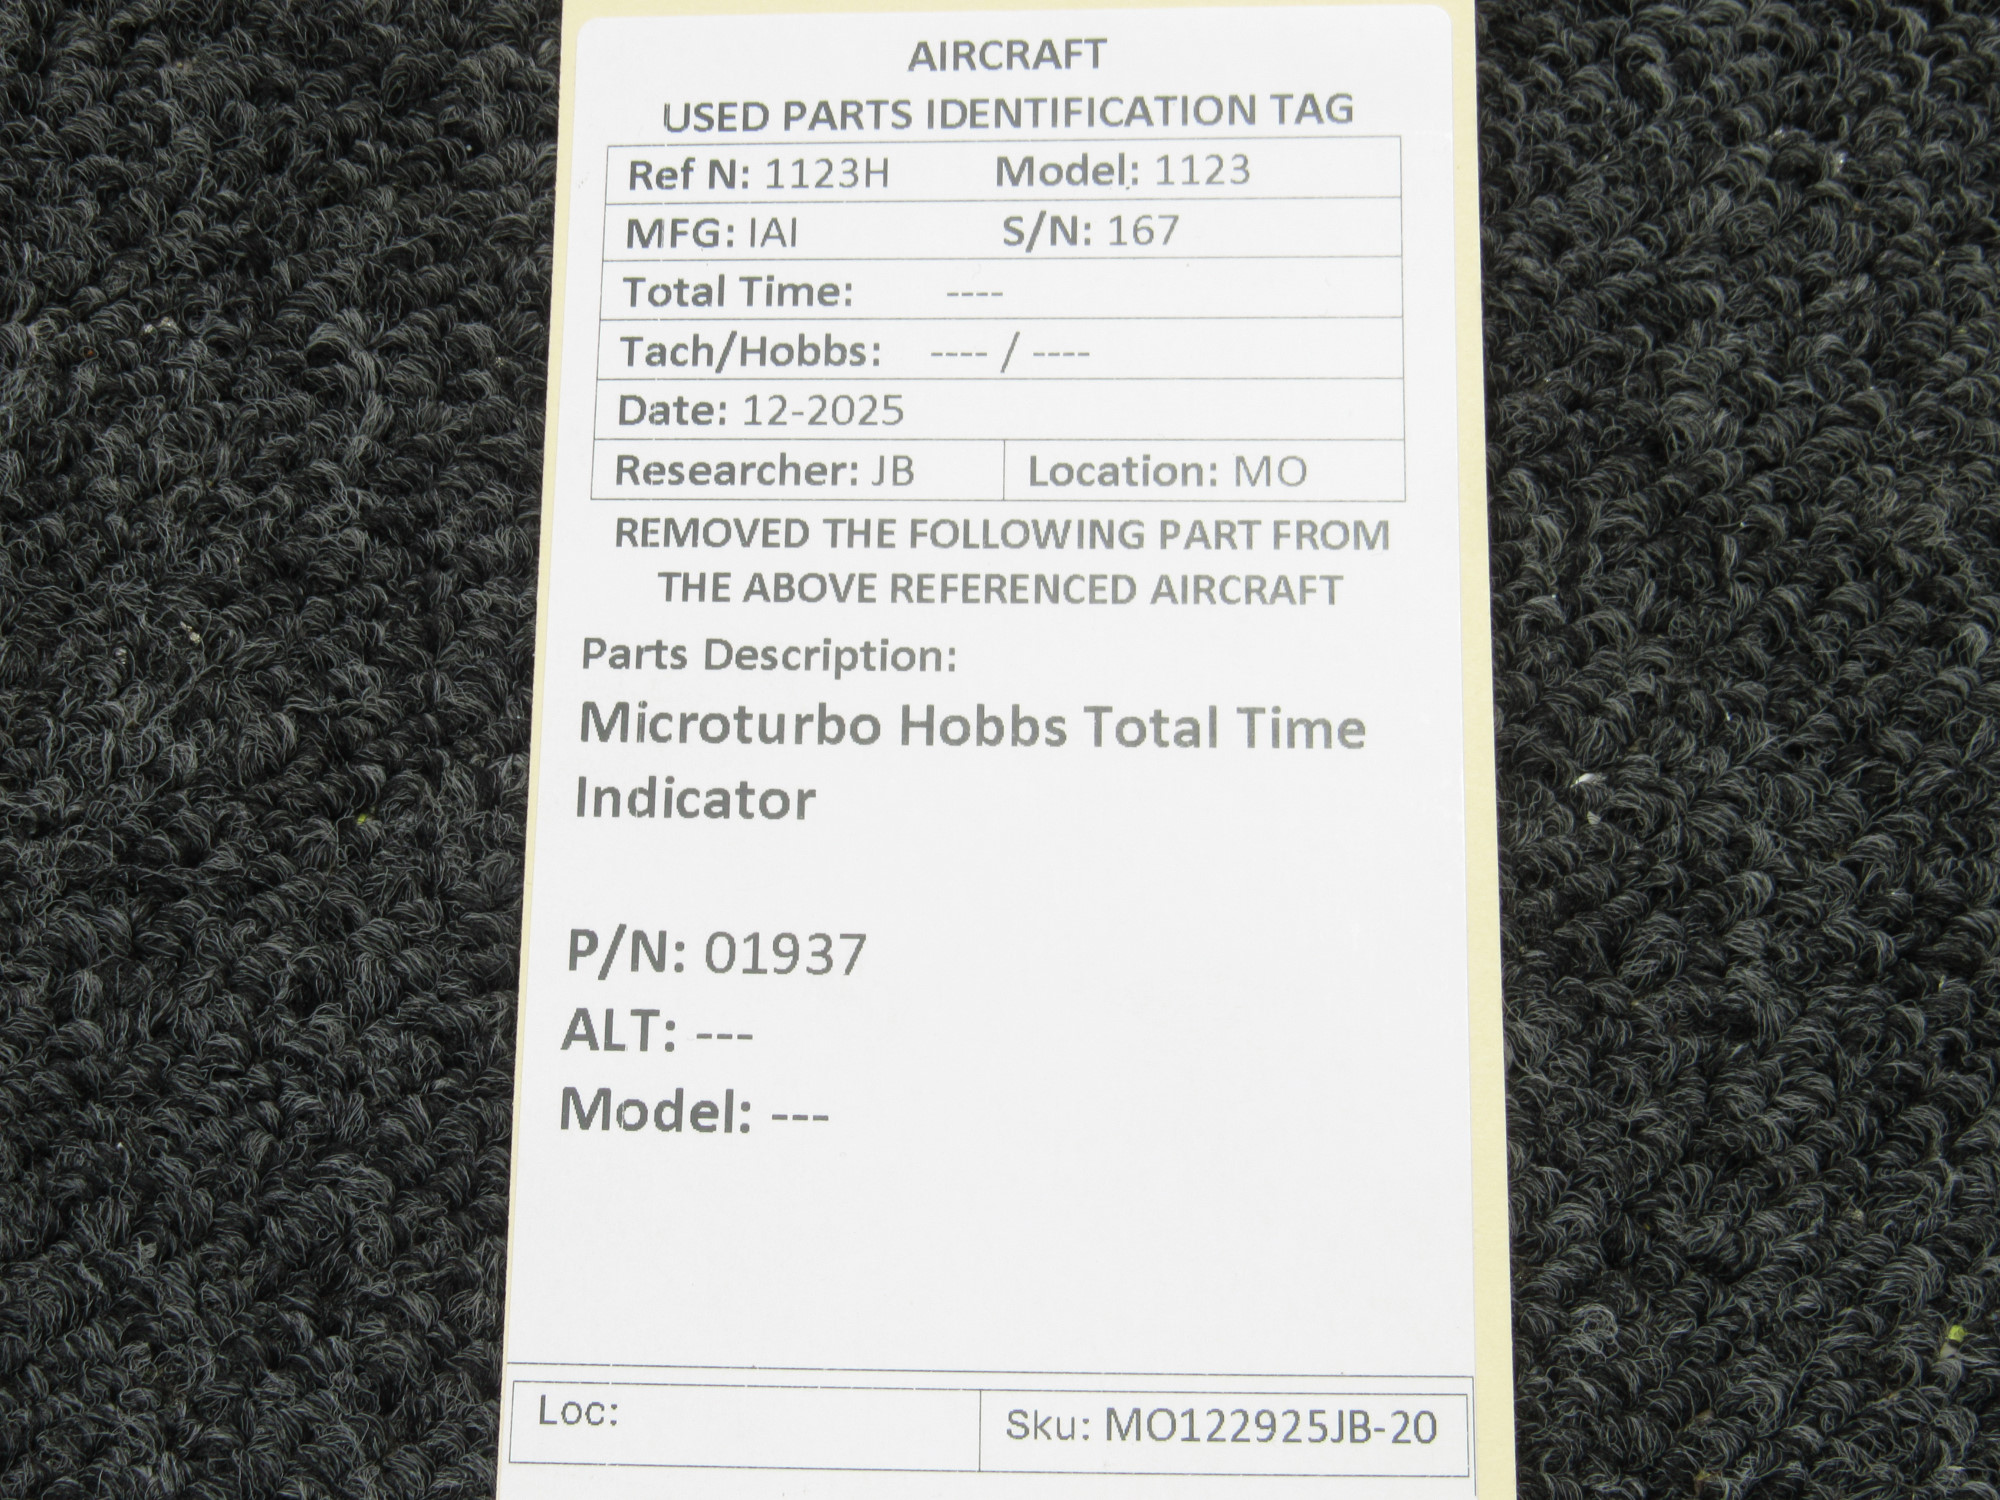 AIRCRAFT
USED PARTS IDENTIFICATION TAG
Ref N: 1123H Model: 1123
MFG: IAI S/N: 167
Total Time: ----
Tach/Hobbs: ---- / ----
Date: 12-2025
Researcher: JB Location: MO
REMOVED THE FOLLOWING PART FROM
THE ABOVE REFERENCED AIRCRAFT
Parts Description:
Microturbo Hobbs Total Time
Indicator
P/N: 01937
ALT: ---
Model: ---
Loc: Sku: MO122925JB-20